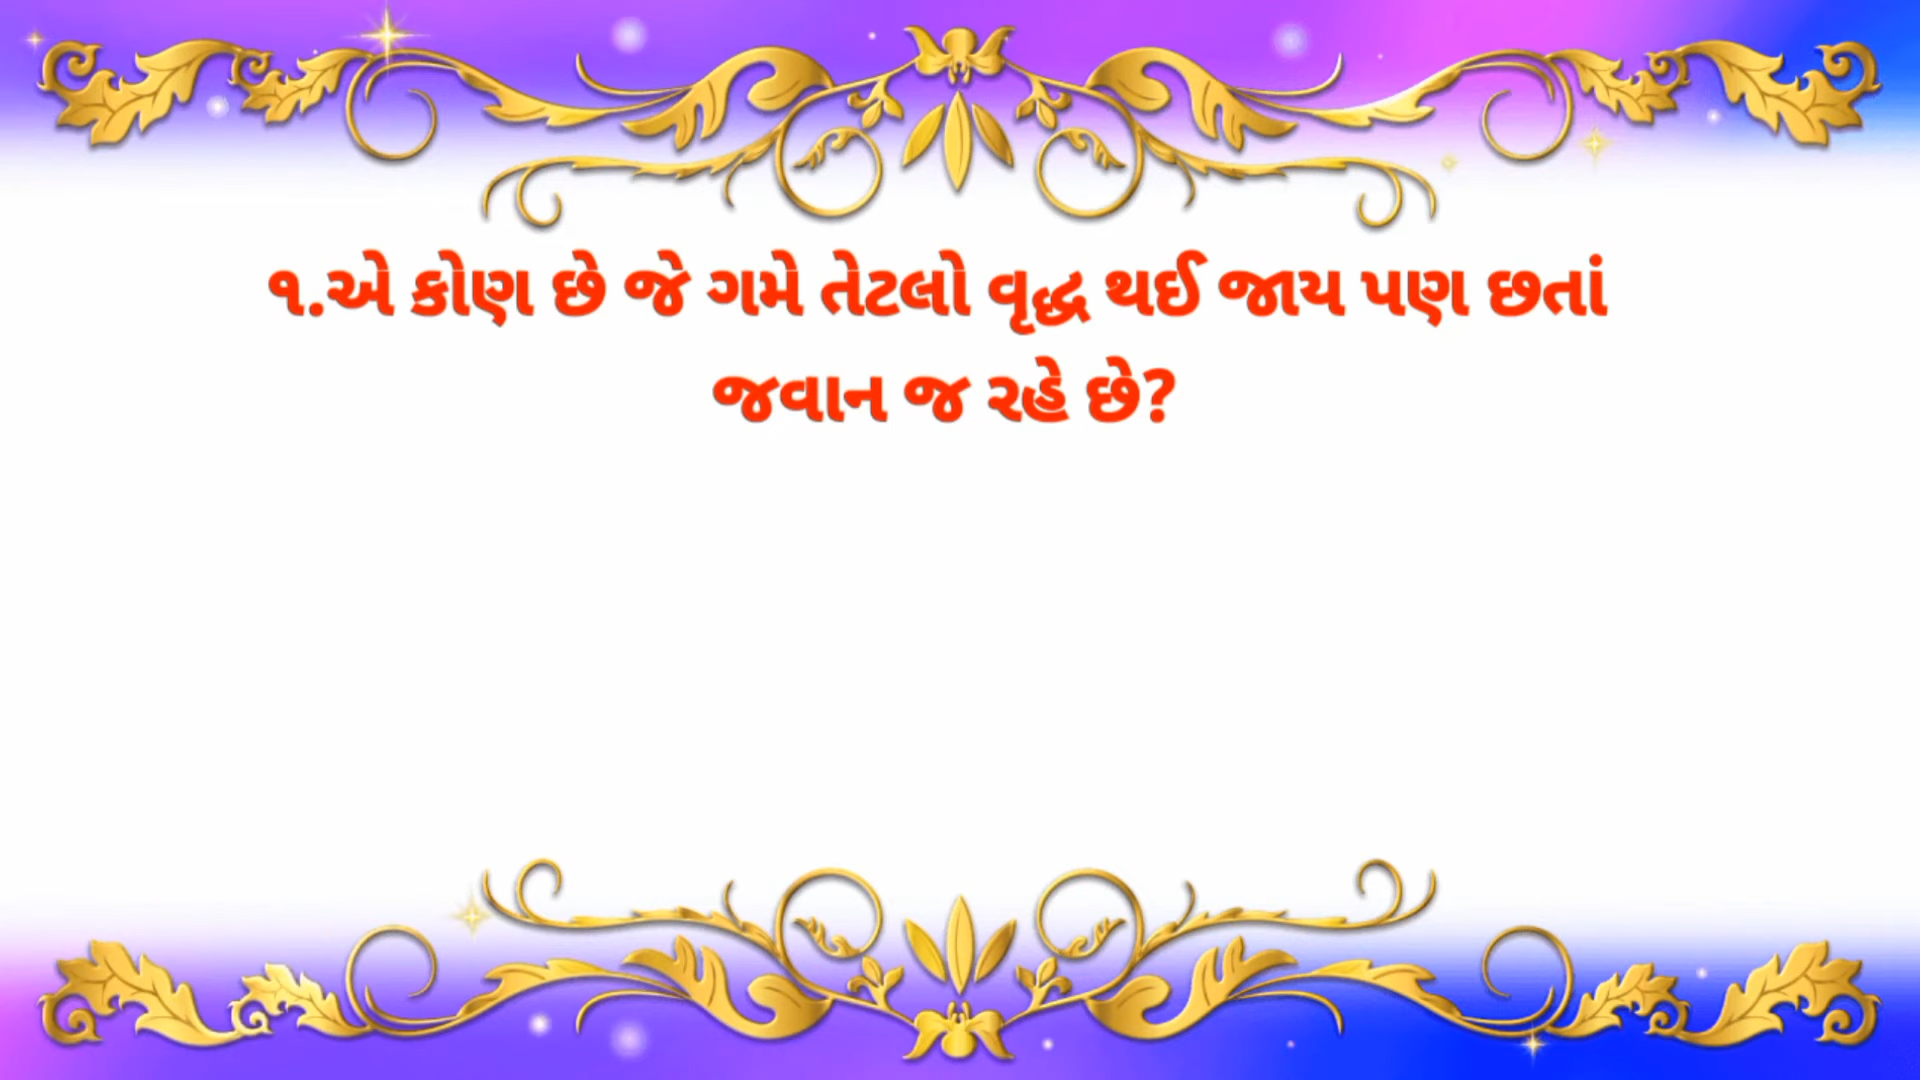 ૧.એ કોણ છે જે ગમે તેટલો વૃદ્ધ થઈ જાય પણ છતાં
જવાન જ રહે છે?